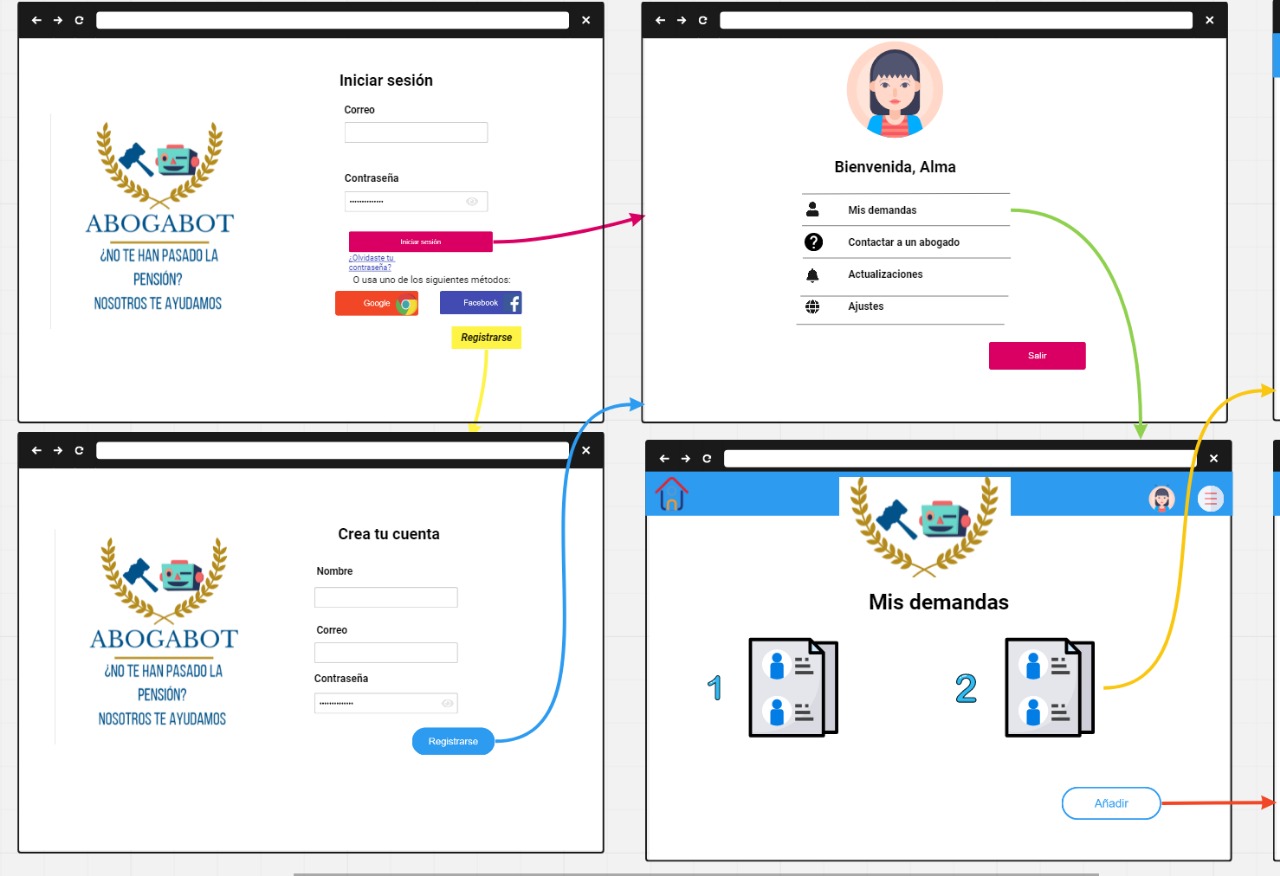 Iniciar sesión
Correo
Contraseña
ABOGABOT
¿NO TE HAN PASADO LA
PENSIÓN?
NOSOTROS TE AYUDAMOS
Iniciar sesión
¿Olvidaste tu
contraseña?
O usa uno de los siguientes métodos:
Google
Facebook
Registrarse
Bienvenida, Alma
Mis demandas
Contactar a un abogado
Actualizaciones
Ajustes
Salir
Crea tu cuenta
Nombre
Correo
Contraseña
ABOGABOT
¿NO TE HAN PASADO LA
PENSIÓN?
NOSOTROS TE AYUDAMOS
Registrarse
Mis demandas
1
2
Añadir